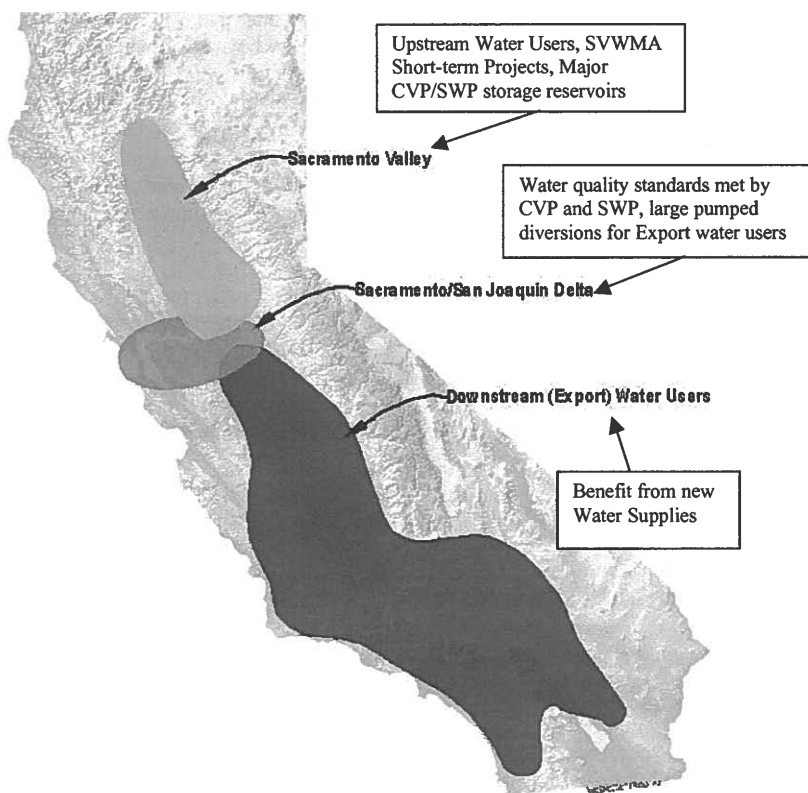 Upstream Water Users, SVWMA
Short-term Projects, Major
CVP/SWP storage reservoirs
Sacramento Valley
Water quality standards met by
CVP and SWP, large pumped
diversions for Export water users
Sacramento/San Joaquin Delta
Downstream (Export) Water Users
Benefit from new
Water Supplies